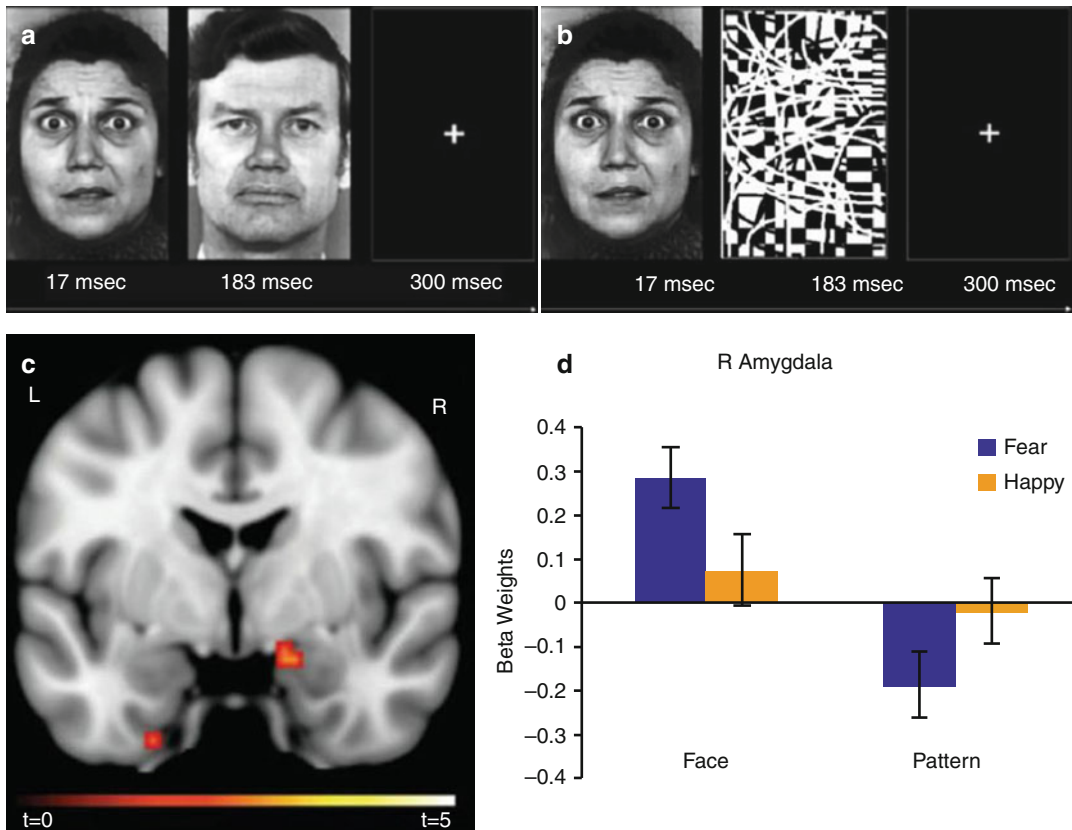 a
17 msec 183 msec 300 msec
b
17 msec 183 msec 300 msec
c
L
R
t=0 t=5
d R Amygdala
Fear
Happy
Beta Weights
0.4
0.3
0.2
0.1
0
–0.1
–0.2
–0.3
–0.4
Face Pattern